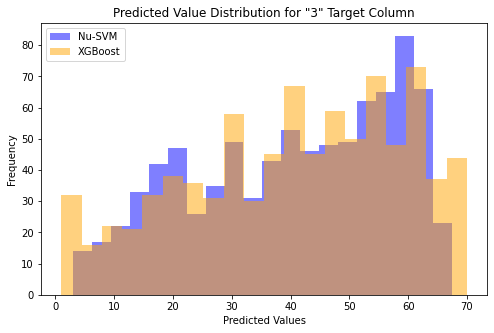 Predicted Value Distribution for "3" Target Column
Nu-SVM
XGBoost
Frequency
80
70
60
50
40
30
20
10
0
0 10 20 30 40 50 60 70
Predicted Values